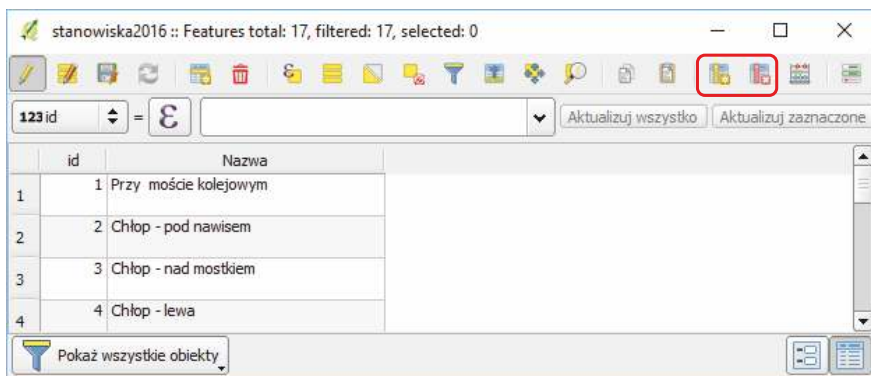 stanowiska2016 :: Features total: 17, filtered: 17, selected: 0
123 id = ε Aktualizuj wszystko Aktualizuj zaznaczone
id Nazwa
1 1 Przy moście kolejowym
2 2 Chłop - pod nawisem
3 3 Chłop - nad mostkiem
4 4 Chłop - lewa
Pokaż wszystkie obiekty